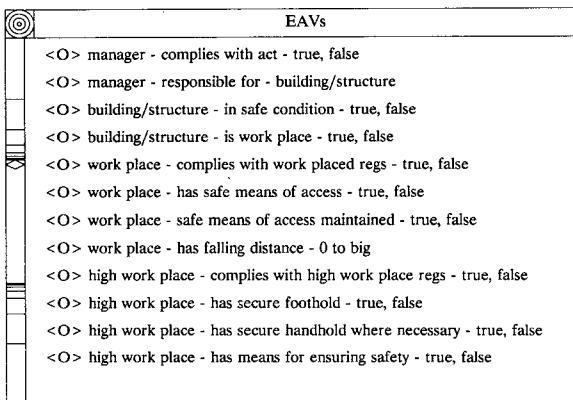 EAVs
<O> manager - complies with act - true, false
<O> manager - responsible for - building/structure
<O> building/structure - in safe condition - true, false
<O> building/structure - is work place - true, false
<O> work place - complies with work placed regs - true, false
<O> work place - has safe means of access - true, false
<O> work place - safe means of access maintained - true, false
<O> work place - has falling distance - 0 to big
<O> high work place - complies with high work place regs - true, false
<O> high work place - has secure foothold - true, false
<O> high work place - has secure handhold where necessary - true, false
<O> high work place - has means for ensuring safety - true, false